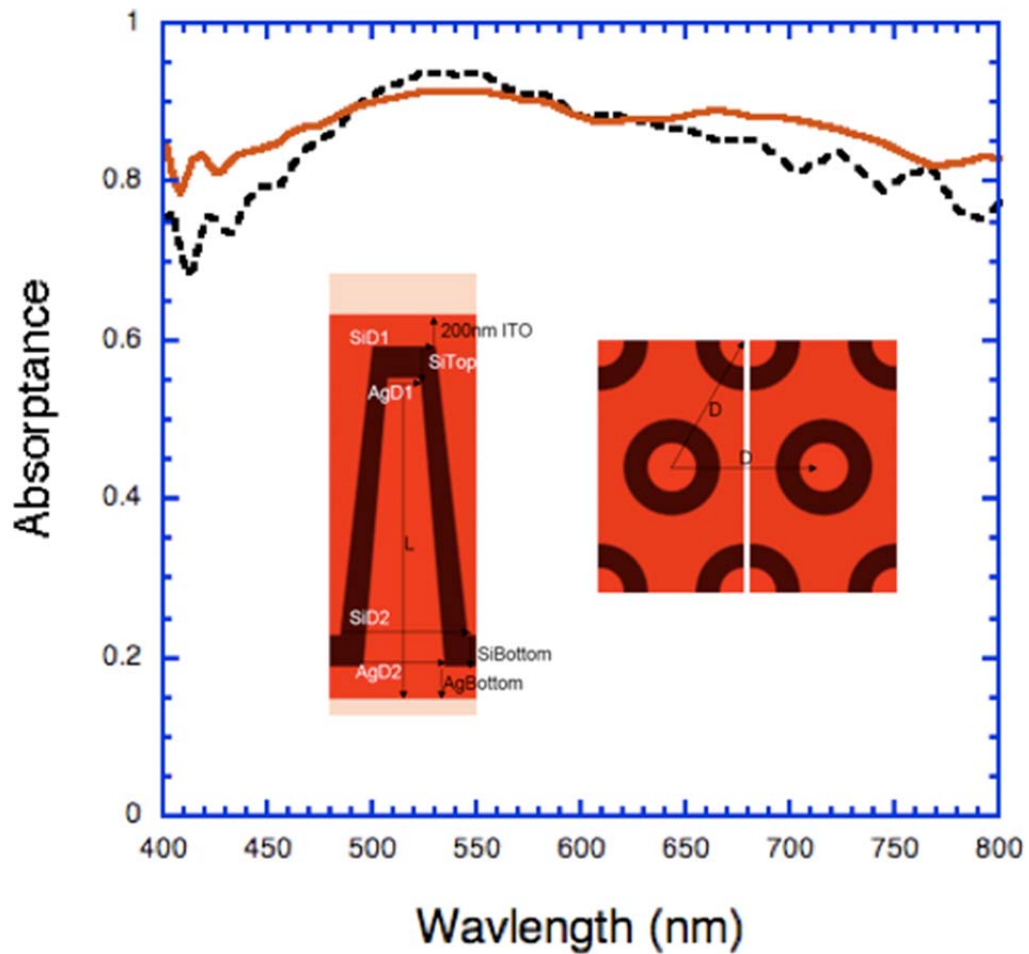 1
0.8
0.6
0.4
0.2
0
Absorptance
400 450 500 550 600 650 700 750 800
Wavlength (nm)
200nm ITO
SiD1
SiTop
AgD1
L
SiD2
SiBottom
AgD2
AgBottom
D
D